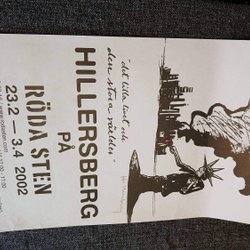 "det lilla livet och
den stora världen"
HILLERSBERG
PÅ
RÖDA STEN
23.2 – 3.4 2002